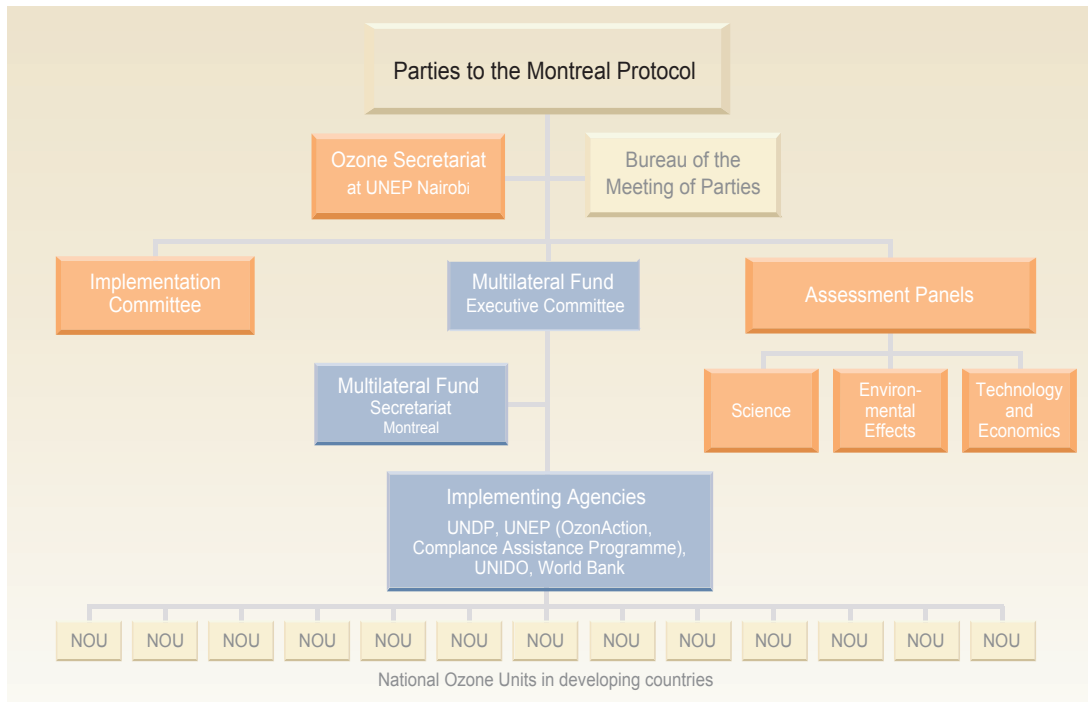 Parties to the Montreal Protocol
Ozone Secretariat
at UNEP Nairobi
Bureau of the
Meeting of Parties
Implementation
Committee
Multilateral Fund
Executive Committee
Assessment Panels
Multilateral Fund
Secretariat
Montreal
Science
Environ-
mental
Effects
Technology
and
Economics
Implementing Agencies
UNDP, UNEP (OzonAction,
Complance Assistance Programme),
UNIDO, World Bank
NOU NOU NOU NOU NOU NOU NOU NOU NOU NOU NOU NOU NOU
National Ozone Units in developing countries